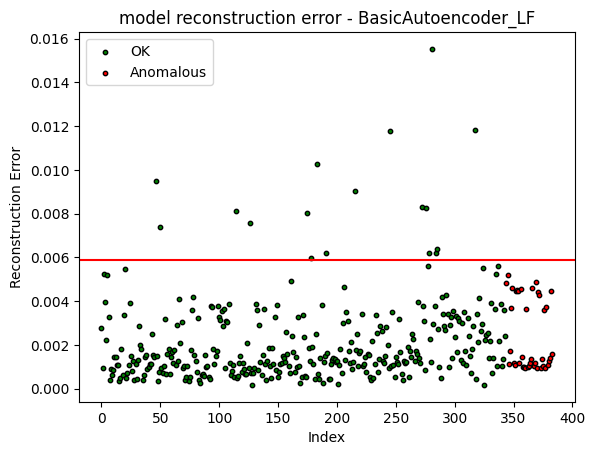 model reconstruction error - BasicAutoencoder_LF
OK
Anomalous
Reconstruction Error
0.016
0.014
0.012
0.010
0.008
0.006
0.004
0.002
0.000
0 50 100 150 200 250 300 350 400
Index